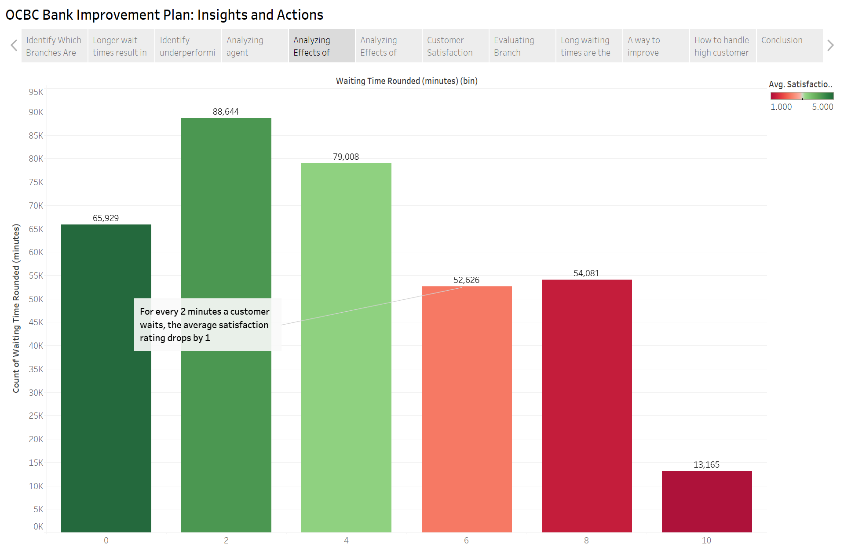 OCBC Bank Improvement Plan: Insights and Actions
Identify Which
Branches Are
Longer wait
times result in
Identify
underperformi
Analyzing
agent
Analyzing
Effects of
Analyzing
Effects of
Customer
Satisfaction
Evaluating
Branch
Long waiting
times are the
A way to
improve
How to handle
high customer
Conclusion
Waiting Time Rounded (minutes) (bin)
Avg. Satisfactio..
1.000 5.000
Count of Waiting Time Rounded (minutes)
95K
90K
85K
80K
75K
70K
65K
60K
55K
50K
45K
40K
35K
30K
25K
20K
15K
10K
5K
0K
65,929
88,644
79,008
52,626
54,081
13,165
For every 2 minutes a customer
waits, the average satisfaction
rating drops by 1
0 2 4 6 8 10